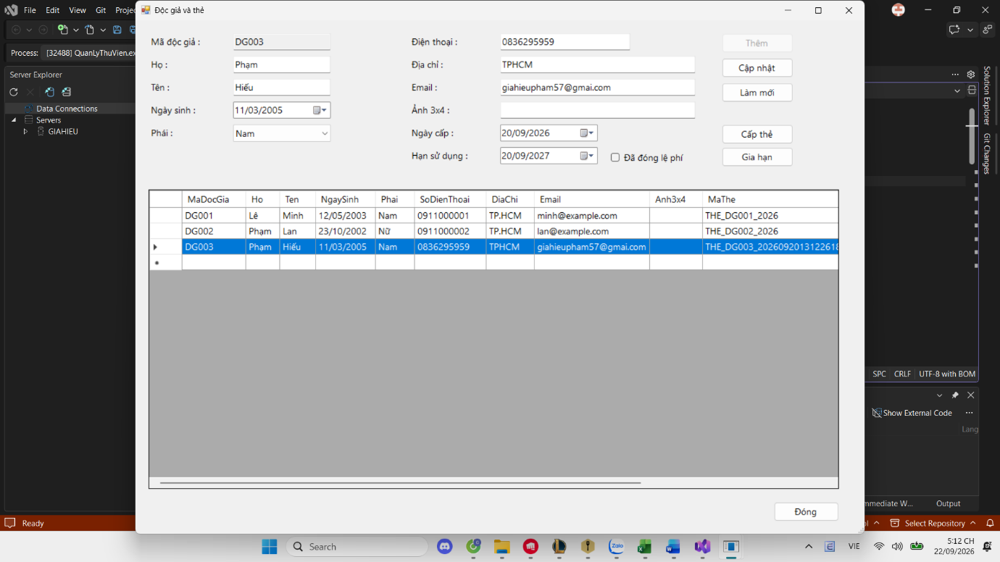 File Edit View Git Projec
Độc giả và thẻ
Process: [32488] QuanLyThuVien.ex
Server Explorer
Data Connections
Servers
GIAHIEU
Mã độc giả : DG003
Họ : Phạm
Tên : Hiếu
Ngày sinh : 11/03/2005
Phái : Nam
Điện thoại : 0836295959
Địa chỉ : TPHCM
Email : giahieupham57@gmai.com
Ảnh 3x4 :
Ngày cấp : 20/09/2026
Hạn sử dụng : 20/09/2027 Đã đóng lệ phí
Thêm
Cập nhật
Làm mới
Cấp thẻ
Gia hạn
MaDocGia Ho Ten NgaySinh Phai SoDienThoai DiaChi Email Anh3x4 MaThe
DG001 Lê Minh 12/05/2003 Nam 0911000001 TP.HCM minh@example.com THE_DG001_2026
DG002 Phạm Lan 23/10/2002 Nữ 0911000002 TP.HCM lan@example.com THE_DG002_2026
DG003 Phạm Hiếu 11/03/2005 Nam 0836295959 TPHCM giahieupham57@gmai.com THE_DG003_2026092013122618
Đóng
Solution Explorer
Git Changes
SPC CRLF UTF-8 with BOM
Show External Code
Lang
mmediate W... Output
Ready
Select Repository
Search
Zalo
VIE
5:12 CH
22/09/2026